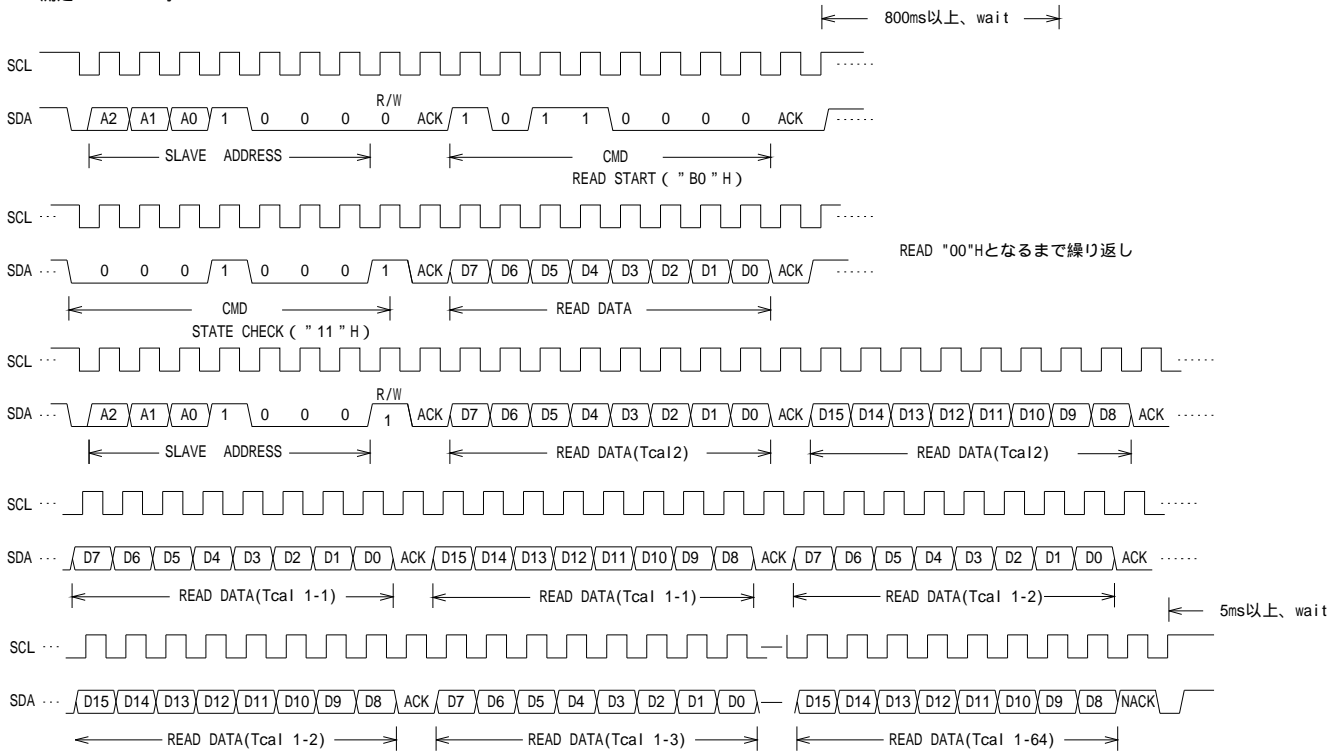 800ms以上、wait
SCL ······
R/W
SDA A2 A1 A0 1 0 0 0 0 ACK 1 0 1 1 0 0 0 0 ACK ······
SLAVE ADDRESS CMD
READ START ( ”B0 ”H )
SCL ··· ······
READ "00"Hとなるまで繰り返し
SDA ··· 0 0 0 1 0 0 0 1 ACK D7 D6 D5 D4 D3 D2 D1 D0 ACK ······
CMD READ DATA
STATE CHECK ( ” 11 ” H )
SCL ··· ······
R/W
SDA ··· A2 A1 A0 1 0 0 0 1 ACK D7 D6 D5 D4 D3 D2 D1 D0 ACK D15 D14 D13 D12 D11 D10 D9 D8 ACK ······
SLAVE ADDRESS READ DATA(Tcal2) READ DATA(Tcal2)
SCL ··· ······
SDA ··· D7 D6 D5 D4 D3 D2 D1 D0 ACK D15 D14 D13 D12 D11 D10 D9 D8 ACK D7 D6 D5 D4 D3 D2 D1 D0 ACK ······
READ DATA(Tcal 1-1) READ DATA(Tcal 1-1) READ DATA(Tcal 1-2)
5ms以上、wait
SCL ···
SDA ··· D15 D14 D13 D12 D11 D10 D9 D8 ACK D7 D6 D5 D4 D3 D2 D1 D0 D15 D14 D13 D12 D11 D10 D9 D8 NACK
READ DATA(Tcal 1-2) READ DATA(Tcal 1-3) READ DATA(Tcal 1-64)